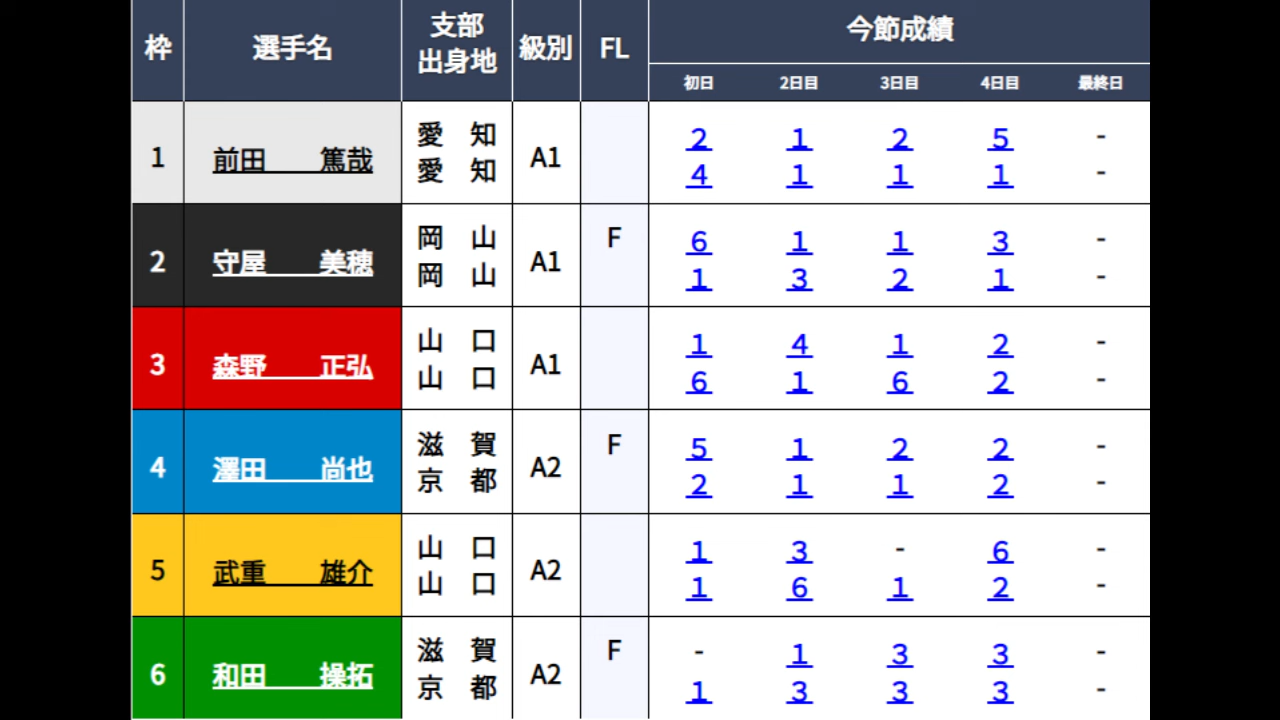 枠 選手名 支部 出身地 級別 FL 今節成績
初日 2日目 3日目 4日目 最終日
1 前田 篤哉 愛 知 A1 2 1 2 5 -
愛 知 4 1 1 1 -
2 守屋 美穂 岡 山 A1 F 6 1 1 3 -
岡 山 1 3 2 1 -
3 森野 正弘 山 口 A1 1 4 1 2 -
山 口 6 1 6 2 -
4 澤田 尚也 滋 賀 A2 F 5 1 2 2 -
京 都 2 1 1 2 -
5 武重 雄介 山 口 A2 1 3 - 6 -
山 口 1 6 1 2 -
6 和田 操拓 滋 賀 A2 F - 1 3 3 -
京 都 1 3 3 3 -